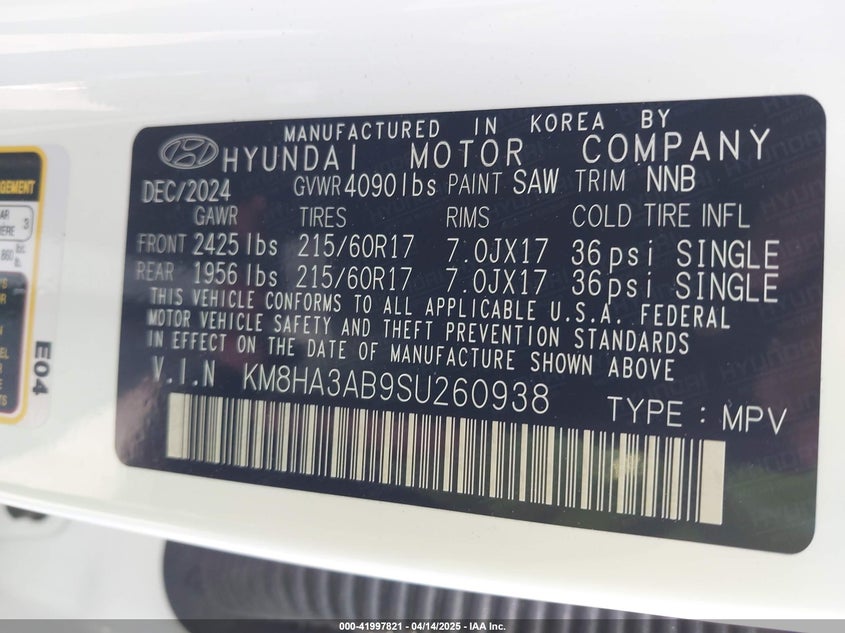 MANUFACTURED IN KOREA BY
HYUNDAI MOTOR COMPANY
DEC/2024 GVWR 4090lbs PAINT SAW TRIM NNB
GAWR TIRES RIMS COLD TIRE INFL
FRONT 2425lbs 215/60R17 7.0JX17 36psi SINGLE
REAR 1956lbs 215/60R17 7.0JX17 36psi SINGLE
THIS VEHICLE CONFORMS TO ALL APPLICABLE U.S.A. FEDERAL
MOTOR VEHICLE SAFETY AND THEFT PREVENTION STANDARDS
IN EFFECT ON THE DATE OF MANUFACTURE SHOWN ABOVE
V.I.N KM8HA3AB9SU260938
TYPE : MPV
3
E04
000-41997821 - 04/14/2025 - IAA Inc.